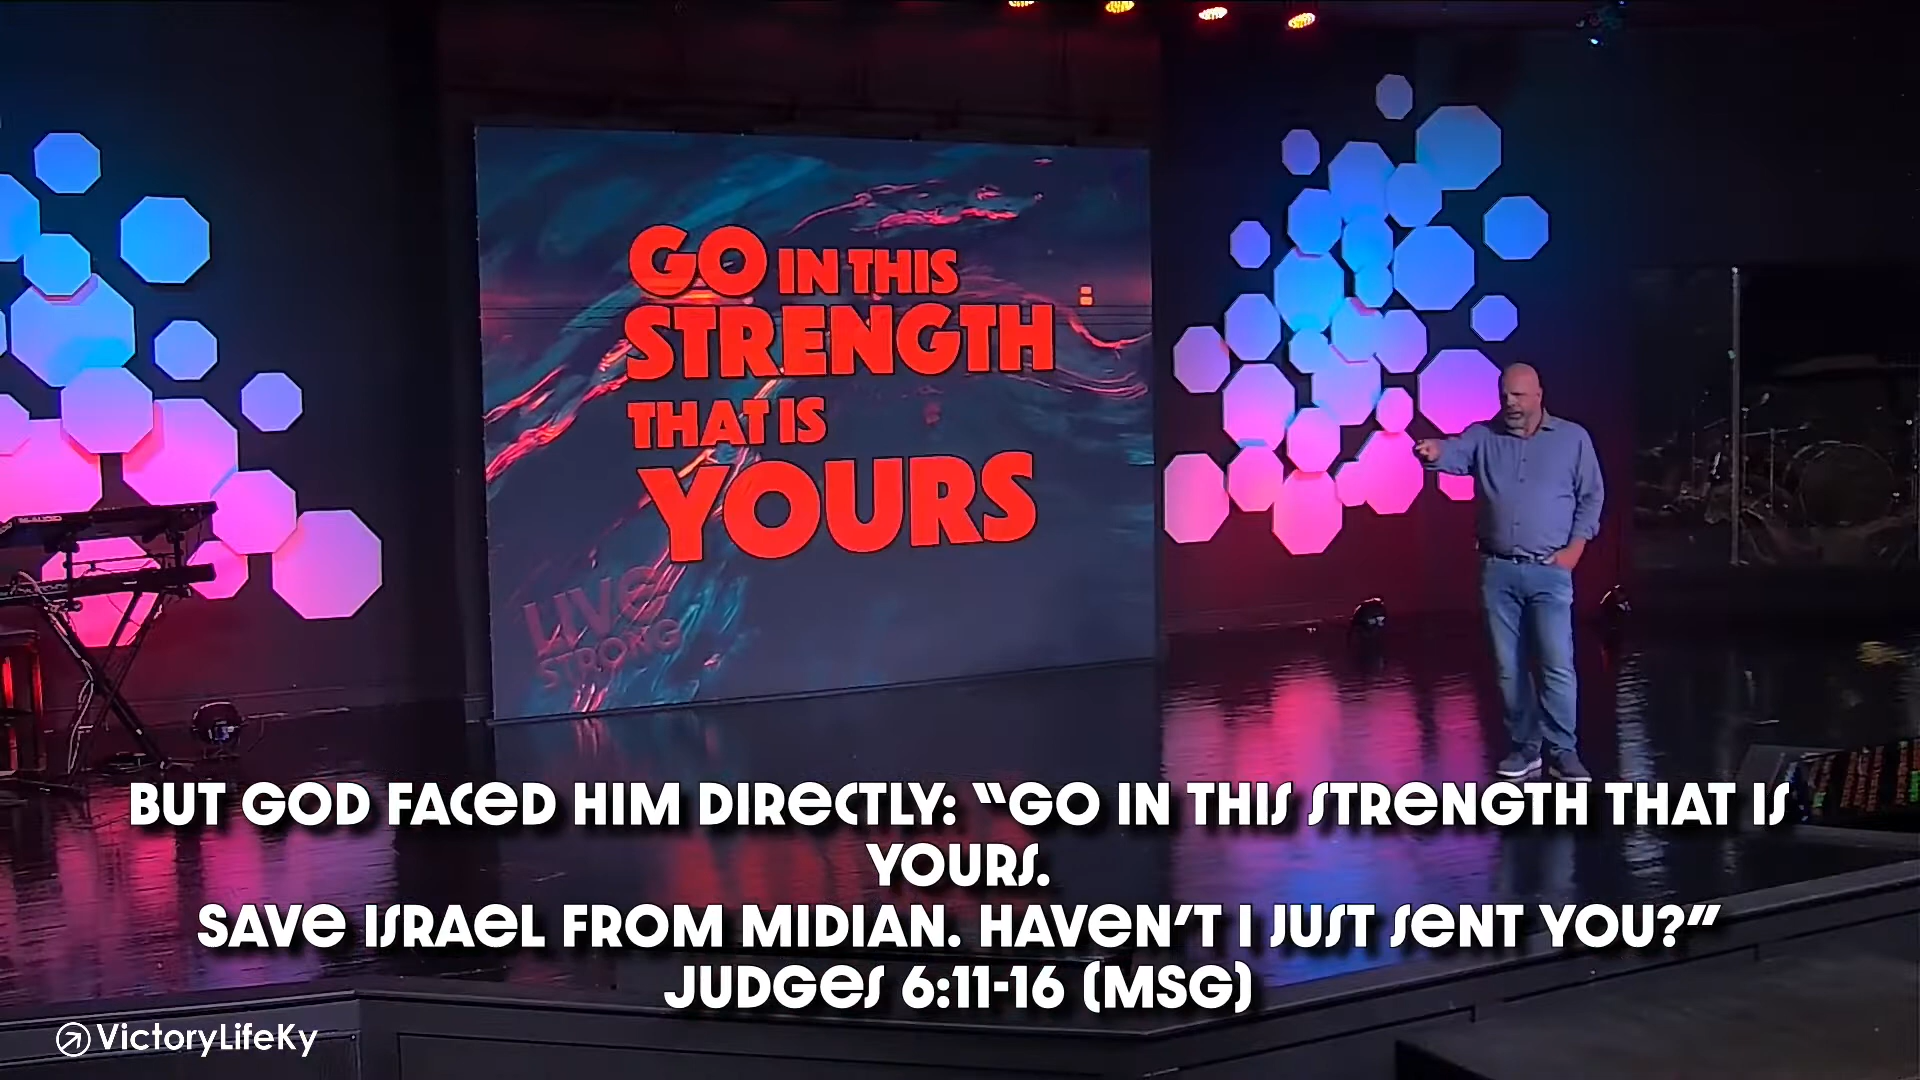 GO IN THIS
STRENGTH
THAT IS
YOURS
LIVE
STRONG
BUT GOD FACED HIM DIRECTLY: “GO IN THIS STRENGTH THAT IS
YOURS.
SAVE ISRAEL FROM MIDIAN. HAVEN’T I JUST SENT YOU?”
JUDGES 6:11-16 (MSG)
VictoryLifeKy